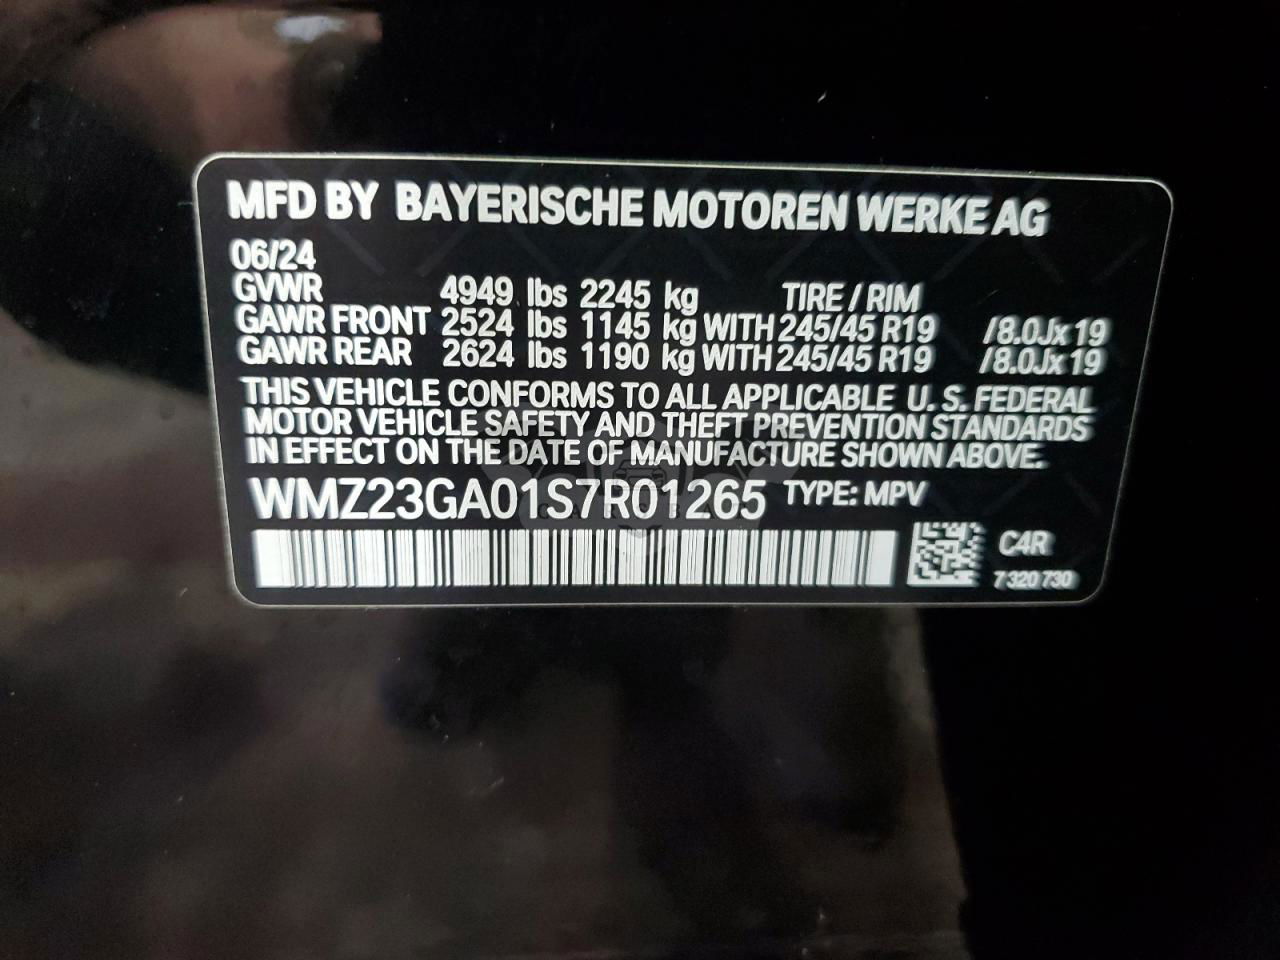 MFD BY BAYERISCHE MOTOREN WERKE AG
06/24
GVWR 4949 lbs 2245 kg TIRE / RIM
GAWR FRONT 2524 lbs 1145 kg WITH 245/45 R19 /8.0Jx19
GAWR REAR 2624 lbs 1190 kg WITH 245/45 R19 /8.0Jx19
THIS VEHICLE CONFORMS TO ALL APPLICABLE U. S. FEDERAL
MOTOR VEHICLE SAFETY AND THEFT PREVENTION STANDARDS
IN EFFECT ON THE DATE OF MANUFACTURE SHOWN ABOVE.
WMZ23GA01S7R01265 TYPE: MPV
C4R
7 320 730